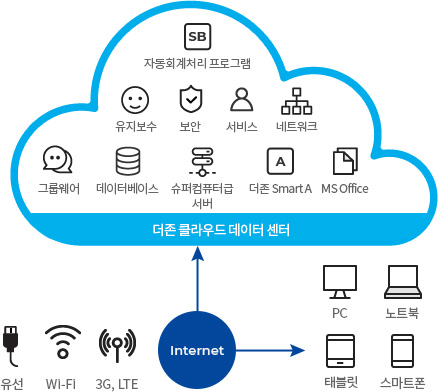 SB
자동회계처리 프로그램
유지보수 보안 서비스 네트워크
A
그룹웨어 데이터베이스 슈퍼컴퓨터급 더존 Smart A MS Office
서버
더존 클라우드 데이터 센터
PC 노트북
Internet
유선 Wi-Fi 3G, LTE 태블릿 스마트폰